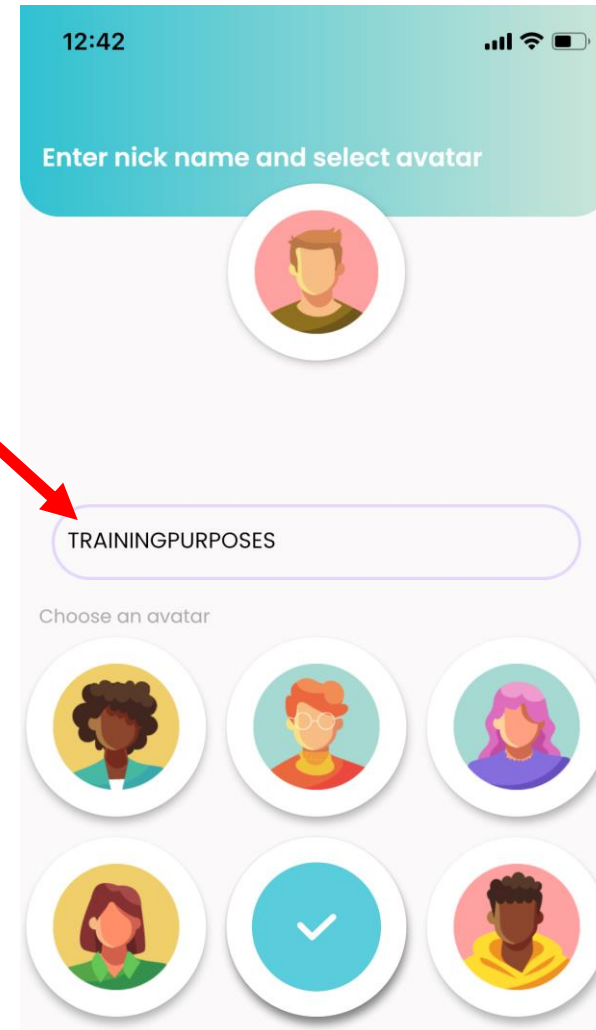 12:42
Enter nick name and select avatar
TRAININGPURPOSES
Choose an avatar